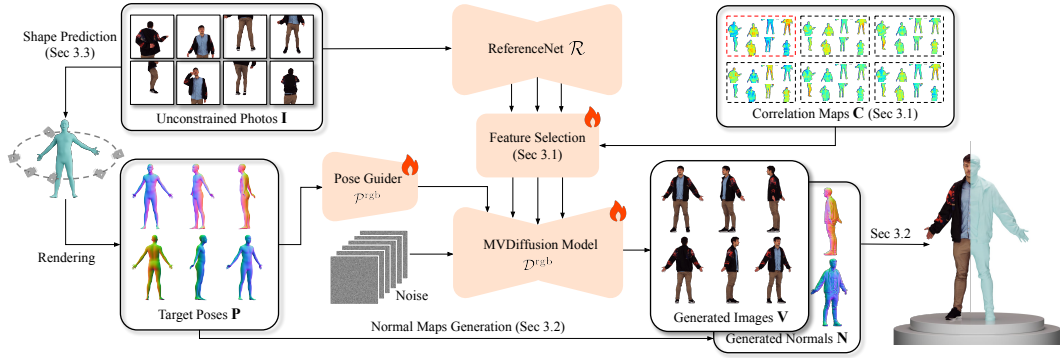 Shape Prediction
(Sec 3.3)
Unconstrained Photos I
ReferenceNet R
Correlation Maps C (Sec 3.1)
Feature Selection
(Sec 3.1)
Pose Guider
𝒫^rgb
Rendering
Target Poses P
Noise
MVDiffusion Model
𝒟^rgb
Normal Maps Generation (Sec 3.2)
Generated Images V
Generated Normals N
Sec 3.2